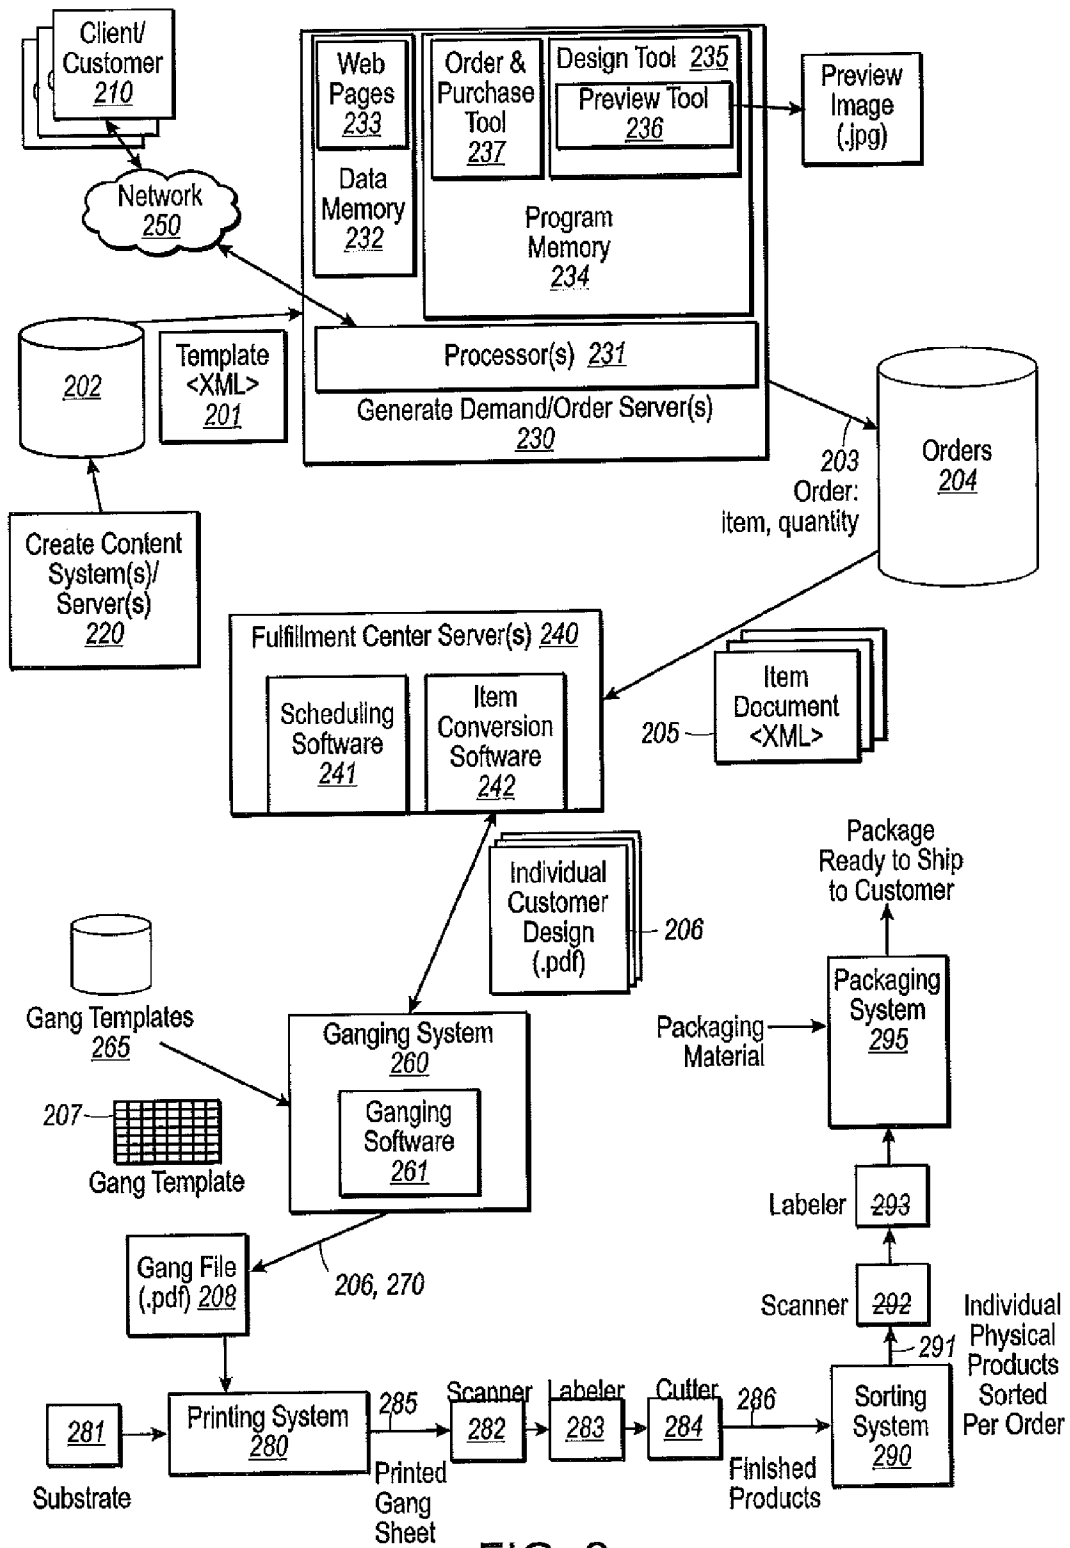 Client/
Customer
210
Network
250
Web
Pages
233
Data
Memory
232
Order &
Purchase
Tool
237
Design Tool 235
Preview Tool
236
Program
Memory
234
Preview
Image
(.jpg)
Processor(s) 231
Generate Demand/Order Server(s)
230
202
Template
<XML>
201
Create Content
System(s)/
Server(s)
220
203
Order:
item, quantity
Orders
204
Fulfillment Center Server(s) 240
Scheduling
Software
241
Item
Conversion
Software
242
205
Item
Document
<XML>
Individual
Customer
Design
(.pdf)
206
Package
Ready to Ship
to Customer
Packaging
System
295
Packaging
Material
Gang Templates
265
207
Gang Template
Ganging System
260
Ganging
Software
261
206, 270
Gang File
(.pdf) 208
Labeler
293
Scanner
292
291
Individual
Physical
Products
Sorted
Per Order
281
Substrate
Printing System
280
285
Printed
Gang
Sheet
Scanner
282
Labeler
283
Cutter
284
286
Finished
Products
Sorting
System
290